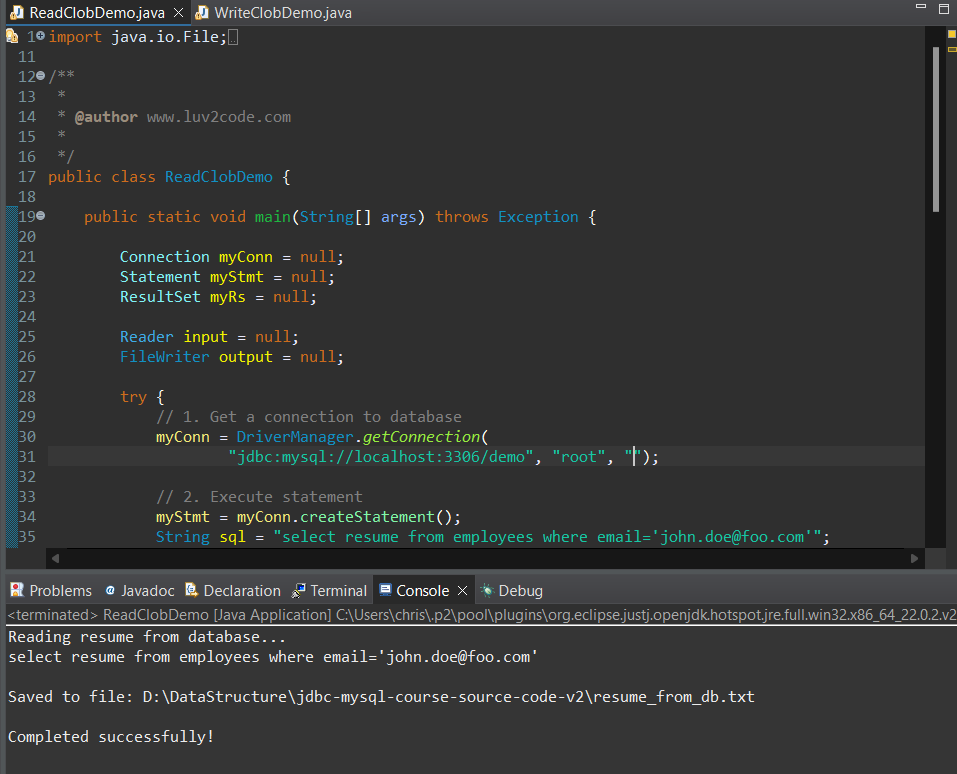 ReadClobDemo.java WriteClobDemo.java
1 import java.io.File;
11
12 /**
13  *
14  * @author www.luv2code.com
15  *
16  */
17 public class ReadClobDemo {
18
19     public static void main(String[] args) throws Exception {
20
21         Connection myConn = null;
22         Statement myStmt = null;
23         ResultSet myRs = null;
24
25         Reader input = null;
26         FileWriter output = null;
27
28         try {
29             // 1. Get a connection to database
30             myConn = DriverManager.getConnection(
31                     "jdbc:mysql://localhost:3306/demo", "root", "");
32
33             // 2. Execute statement
34             myStmt = myConn.createStatement();
35             String sql = "select resume from employees where email='john.doe@foo.com'";
Problems @ Javadoc Declaration Terminal Console Debug
<terminated> ReadClobDemo [Java Application] C:\Users\chris\.p2\pool\plugins\org.eclipse.justj.openjdk.hotspot.jre.full.win32.x86_64_22.0.2.v2
Reading resume from database...
select resume from employees where email='john.doe@foo.com'
Saved to file: D:\DataStructure\jdbc-mysql-course-source-code-v2\resume_from_db.txt
Completed successfully!